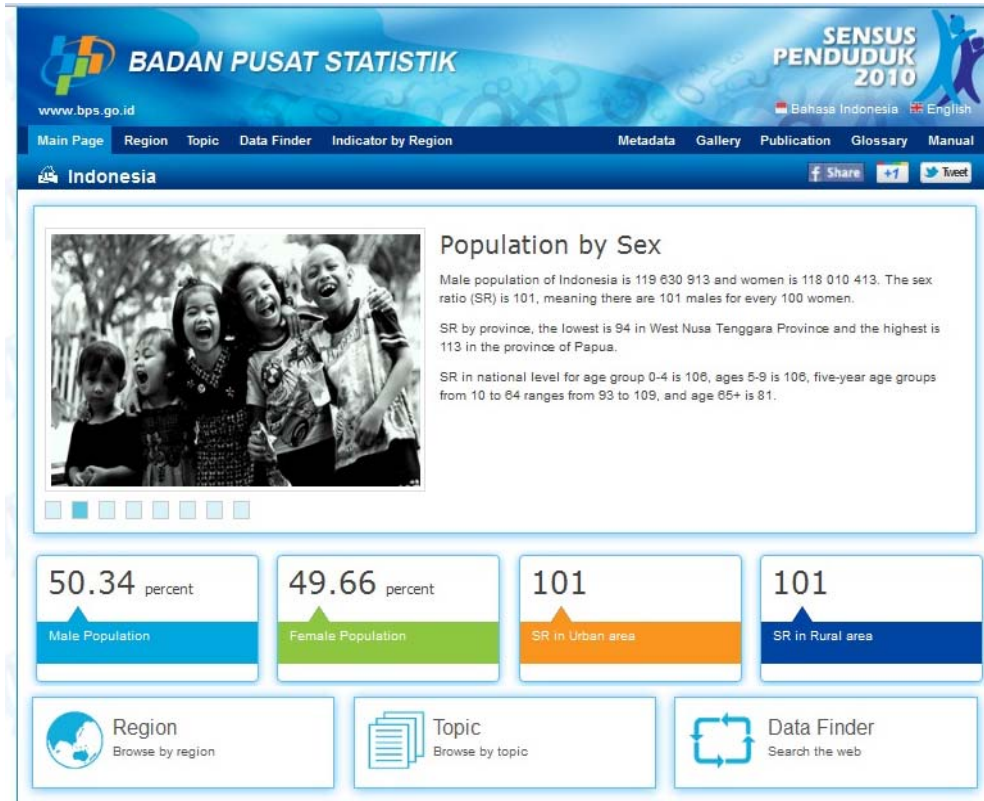 BADAN PUSAT STATISTIK
SENSUS
PENDUDUK
2010
www.bps.go.id
Bahasa Indonesia English
Main Page Region Topic Data Finder Indicator by Region Metadata Gallery Publication Glossary Manual
Indonesia
f Share +1 Tweet
Population by Sex
Male population of Indonesia is 119 630 913 and women is 118 010 413. The sex
ratio (SR) is 101, meaning there are 101 males for every 100 women.
SR by province, the lowest is 94 in West Nusa Tenggara Province and the highest is
113 in the province of Papua.
SR in national level for age group 0-4 is 106, ages 5-9 is 106, five-year age groups
from 10 to 64 ranges from 93 to 109, and age 65+ is 81.
50.34 percent
Male Population
49.66 percent
Female Population
101
SR in Urban area
101
SR in Rural area
Region
Browse by region
Topic
Browse by topic
Data Finder
Search the web